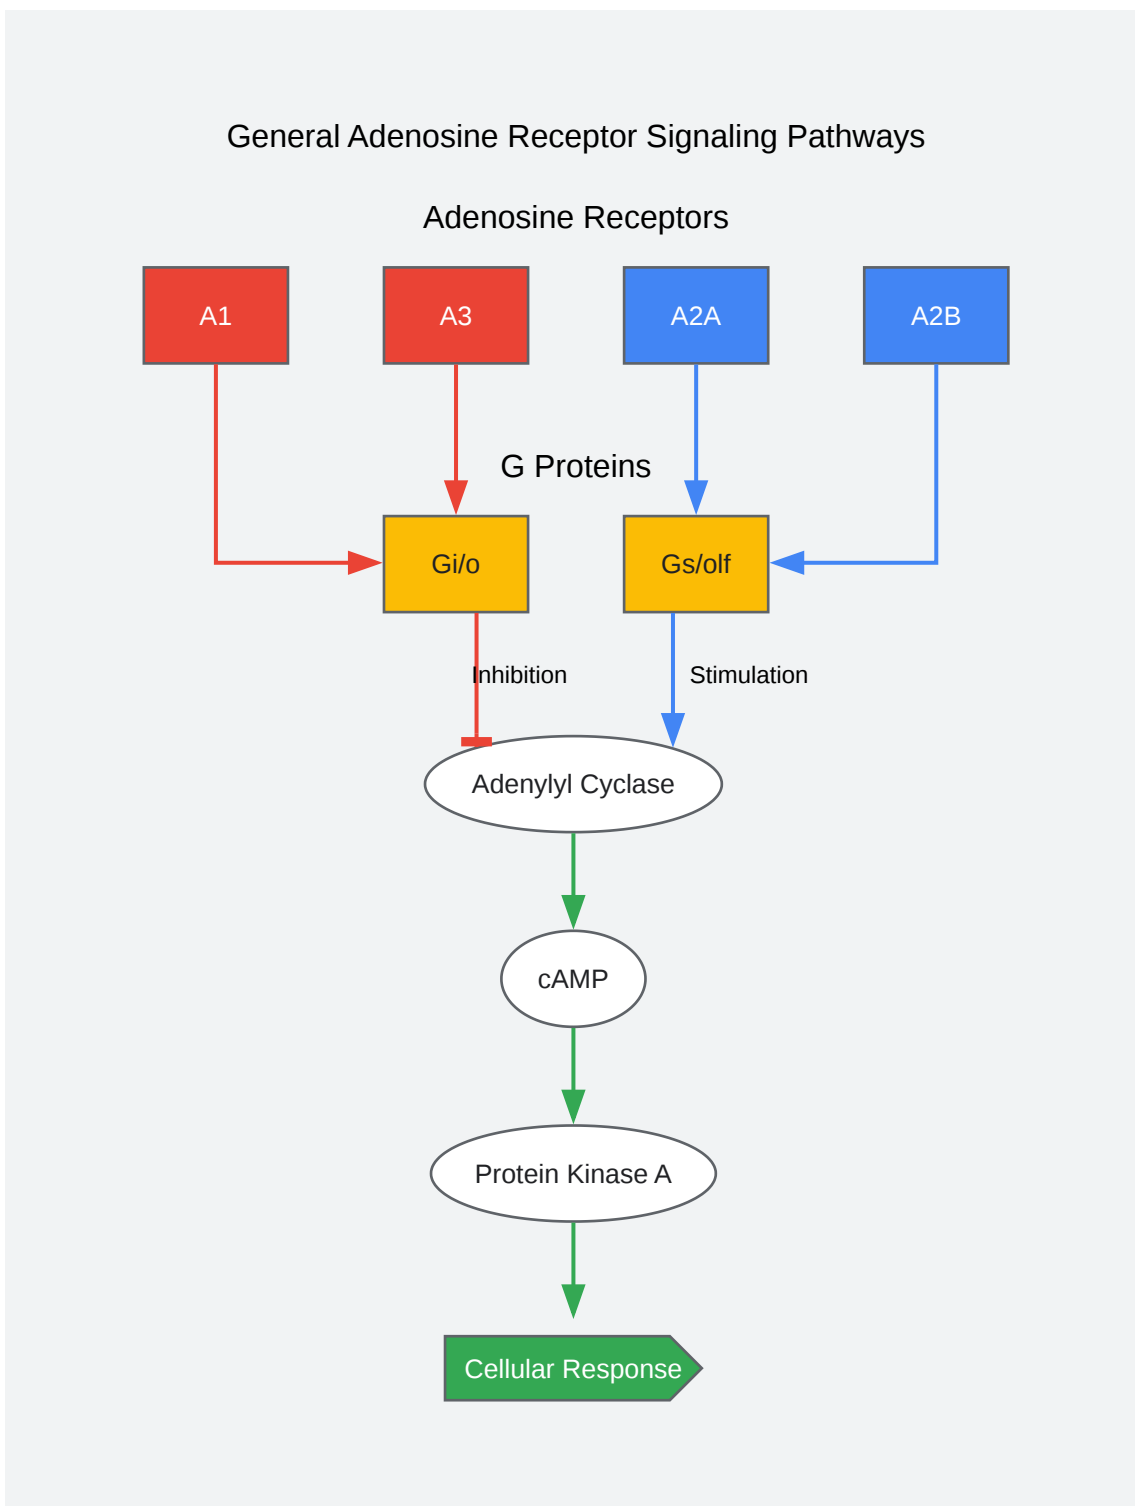 General Adenosine Receptor Signaling Pathways
Adenosine Receptors
A1
A3
A2A
A2B
G Proteins
Gi/o
Gs/olf
Inhibition
Stimulation
Adenylyl Cyclase
cAMP
Protein Kinase A
Cellular Response